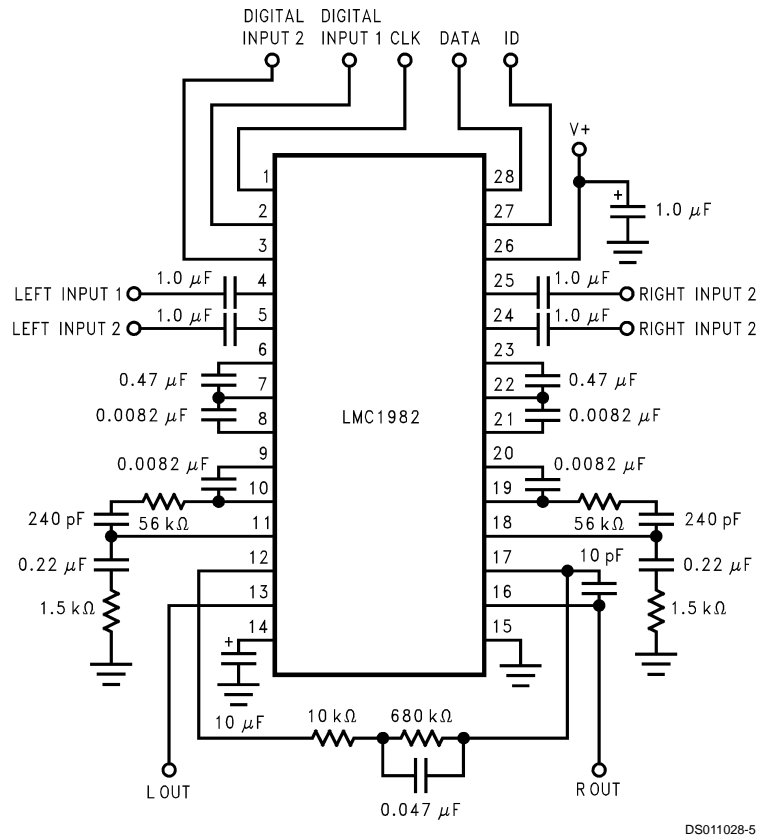 DIGITAL INPUT 2
DIGITAL INPUT 1
CLK
DATA
ID
V+
1.0 μF
1
2
3
4
5
6
7
8
9
10
11
12
13
14
28
27
26
25
24
23
22
21
20
19
18
17
16
15
LMC1982
LEFT INPUT 1
1.0 μF
1.0 μF
RIGHT INPUT 2
LEFT INPUT 2
1.0 μF
1.0 μF
RIGHT INPUT 2
0.47 μF
0.47 μF
0.0082 μF
0.0082 μF
0.0082 μF
0.0082 μF
240 pF
56 kΩ
56 kΩ
240 pF
10 pF
0.22 μF
0.22 μF
1.5 kΩ
1.5 kΩ
+
+
10 μF
10 kΩ
680 kΩ
0.047 μF
L OUT
R OUT
DS011028-5